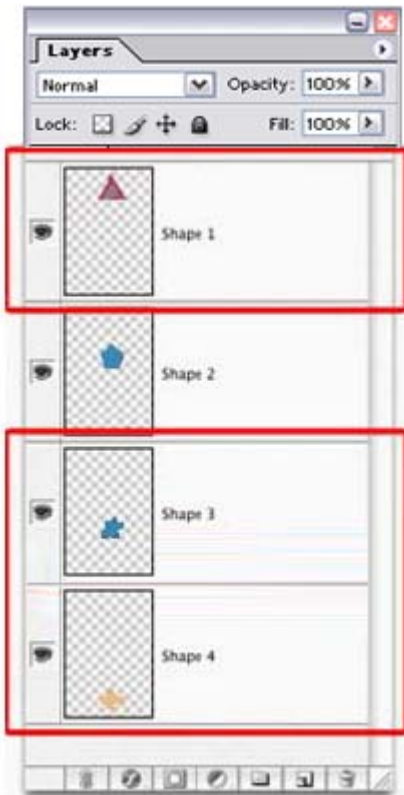 Layers
Normal Opacity: 100%
Lock: Fill: 100%
Shape 1
Shape 2
Shape 3
Shape 4